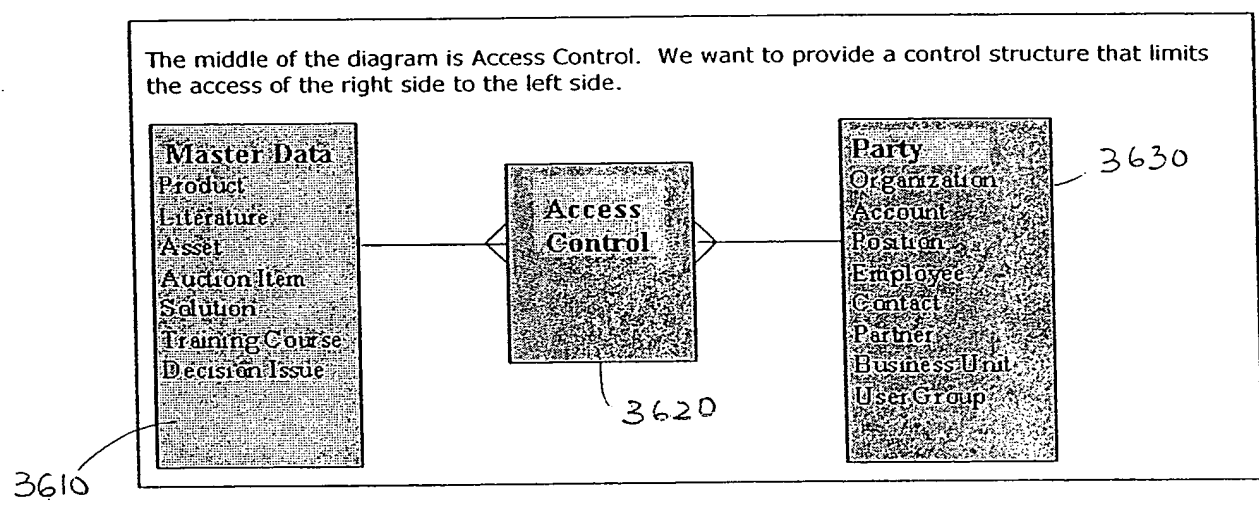 The middle of the diagram is Access Control. We want to provide a control structure that limits
the access of the right side to the left side.
Master Data
Product
Literature
Asset
Auction Item
Solution
Training Course
Decision Issue
3610
Access
Control
3620
Party
Organization
Account
Position
Employee
Contact
Partner
Business Unit
User Group
3630